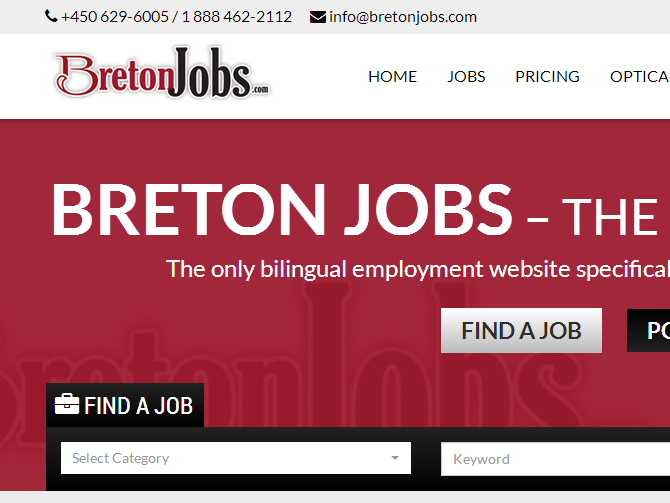 +450 629-6005 / 1 888 462-2112 info@bretonjobs.com
BretonJobs.com
HOME JOBS PRICING OPTICA
BRETON JOBS – THE
The only bilingual employment website specifical
FIND A JOB PO
FIND A JOB
Select Category Keyword
BretonJobs